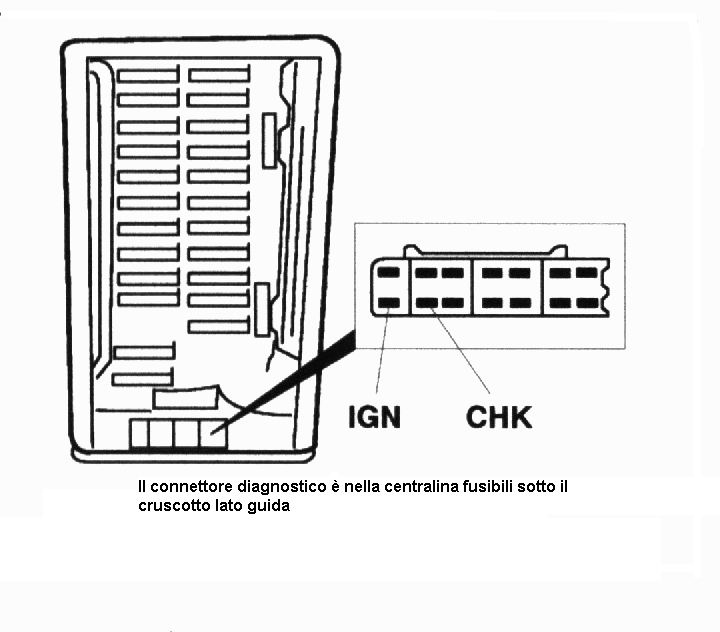 IGN CHK
Il connettore diagnostico è nella centralina fusibili sotto il
cruscotto lato guida